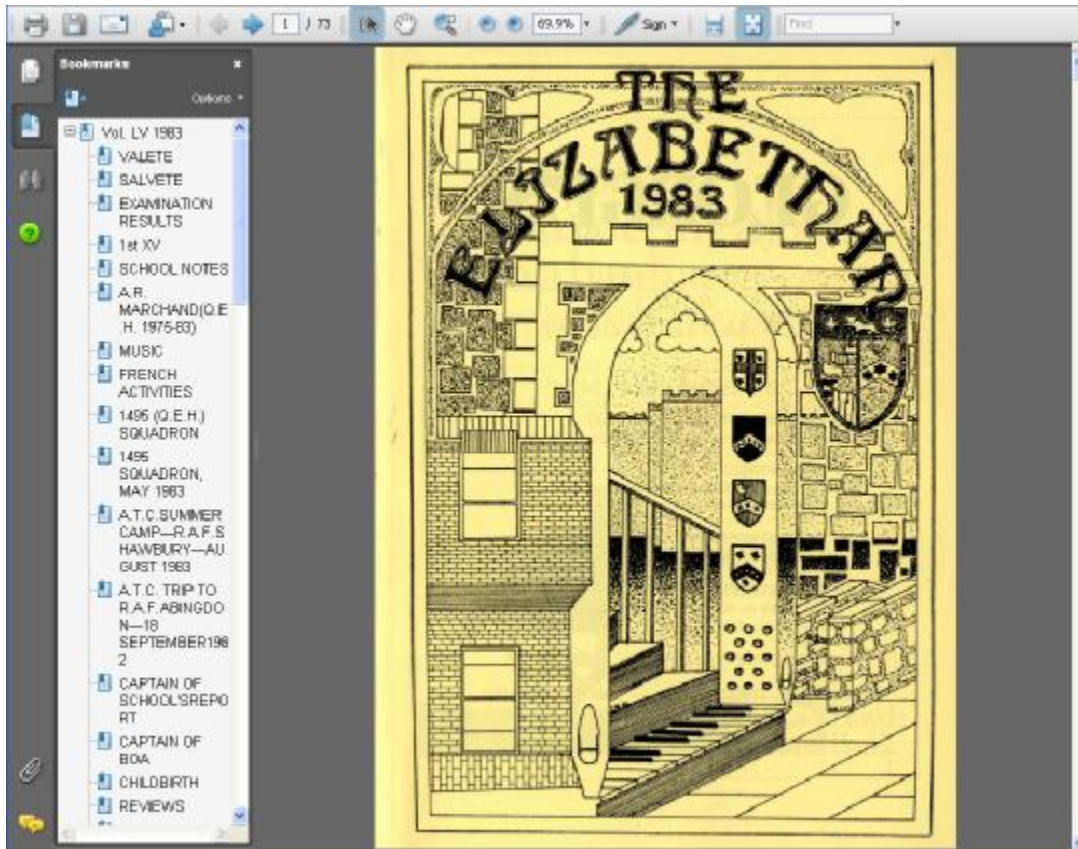 1 / 73
69.9%
Sign
Find
Bookmarks
Options
Vol. LV 1983
VALETE
SALVETE
EXAMINATION
RESULTS
1st XV
SCHOOL NOTES
A.R.
MARCHAND(Q.E
.H. 1975-83)
MUSIC
FRENCH
ACTIVITIES
1495 (Q.E.H.)
SQUADRON
1495
SQUADRON,
MAY 1983
A.T.C.SUMMER
CAMP—R.A.F.S
HAWBURY—AU
GUST 1983
A.T.C. TRIP TO
R.A.F.ABINGDO
N—18
SEPTEMBER198
2
CAPTAIN OF
SCHOOL'SREPO
RT
CAPTAIN OF
BOA
CHILDBIRTH
REVIEWS
THE
ELIZABETHAN
1983